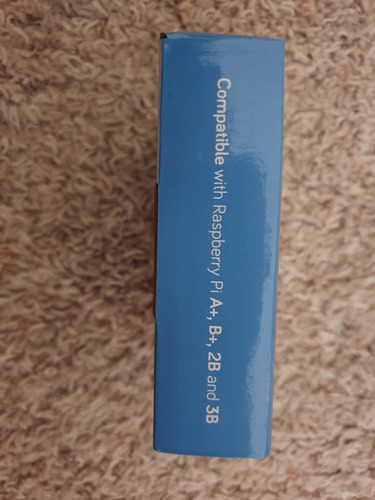 Compatible with Raspberry Pi A+, B+, 2B and 3B